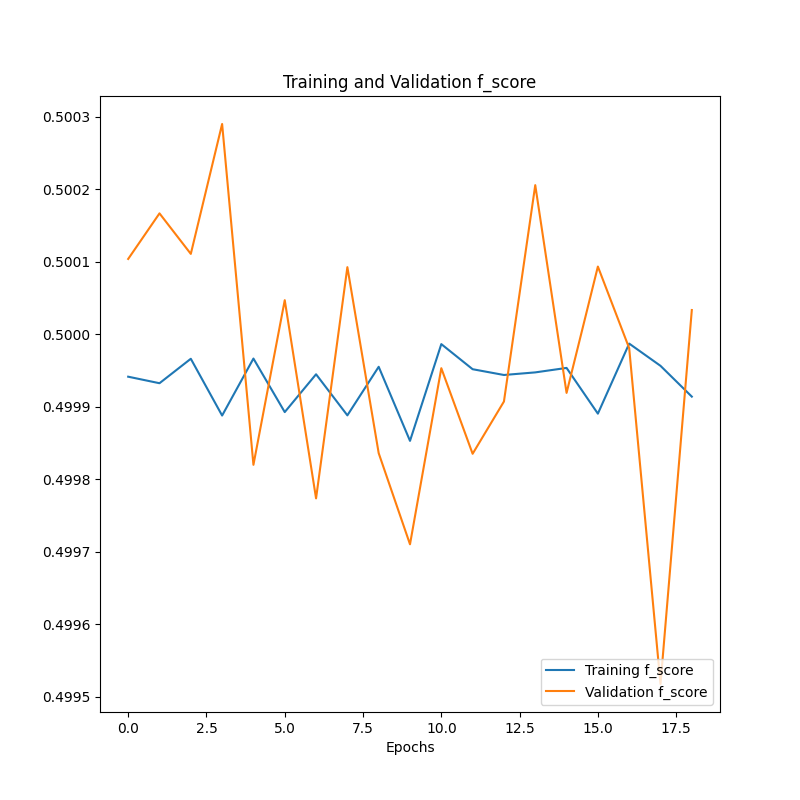 Training and Validation f_score
0.5003
0.5002
0.5001
0.5000
0.4999
0.4998
0.4997
0.4996
0.4995
Training f_score
Validation f_score
0.0 2.5 5.0 7.5 10.0 12.5 15.0 17.5
Epochs